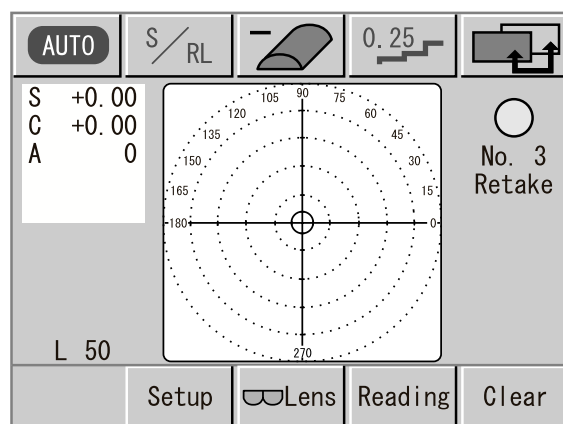 AUTO
S/RL
0.25
S +0.00
C +0.00
A 0
No. 3
Retake
105 90 75
120 60
135 45
150 30
165 15
180 0
270
L 50
Setup
Lens
Reading
Clear